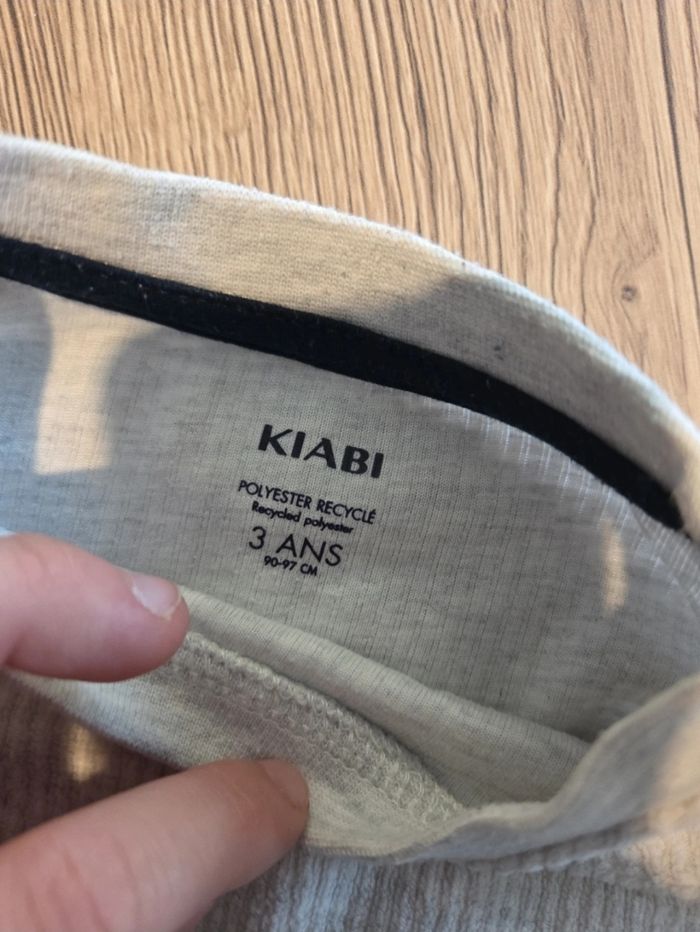 KIABI
POLYESTER RECYCLÉ
Recycled polyester
3 ANS
90-97 CM